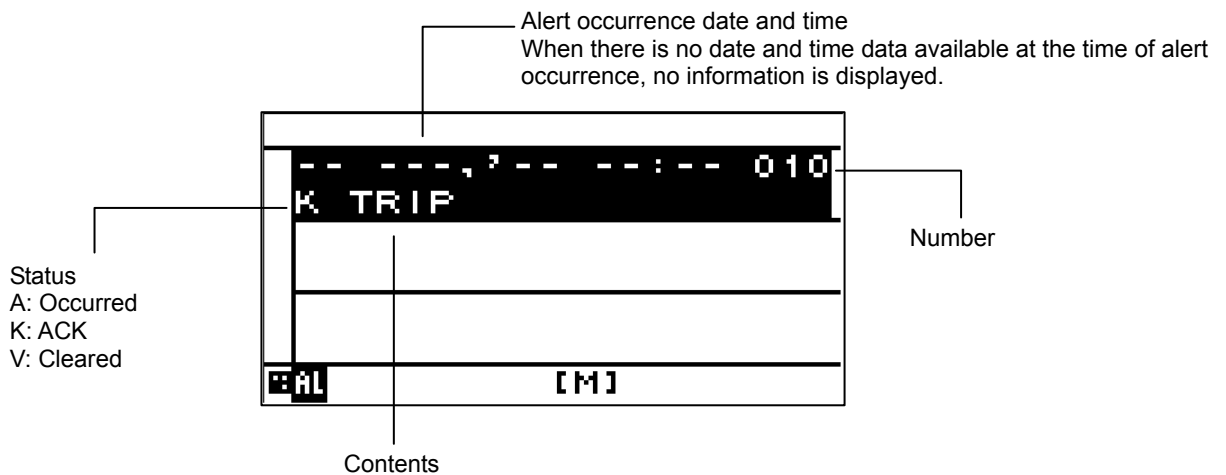 Alert occurrence date and time
When there is no date and time data available at the time of alert
occurrence, no information is displayed.
-- ---,'-- --:-- 010
K TRIP
Number
Status
A: Occurred
K: ACK
V: Cleared
AL [M]
Contents